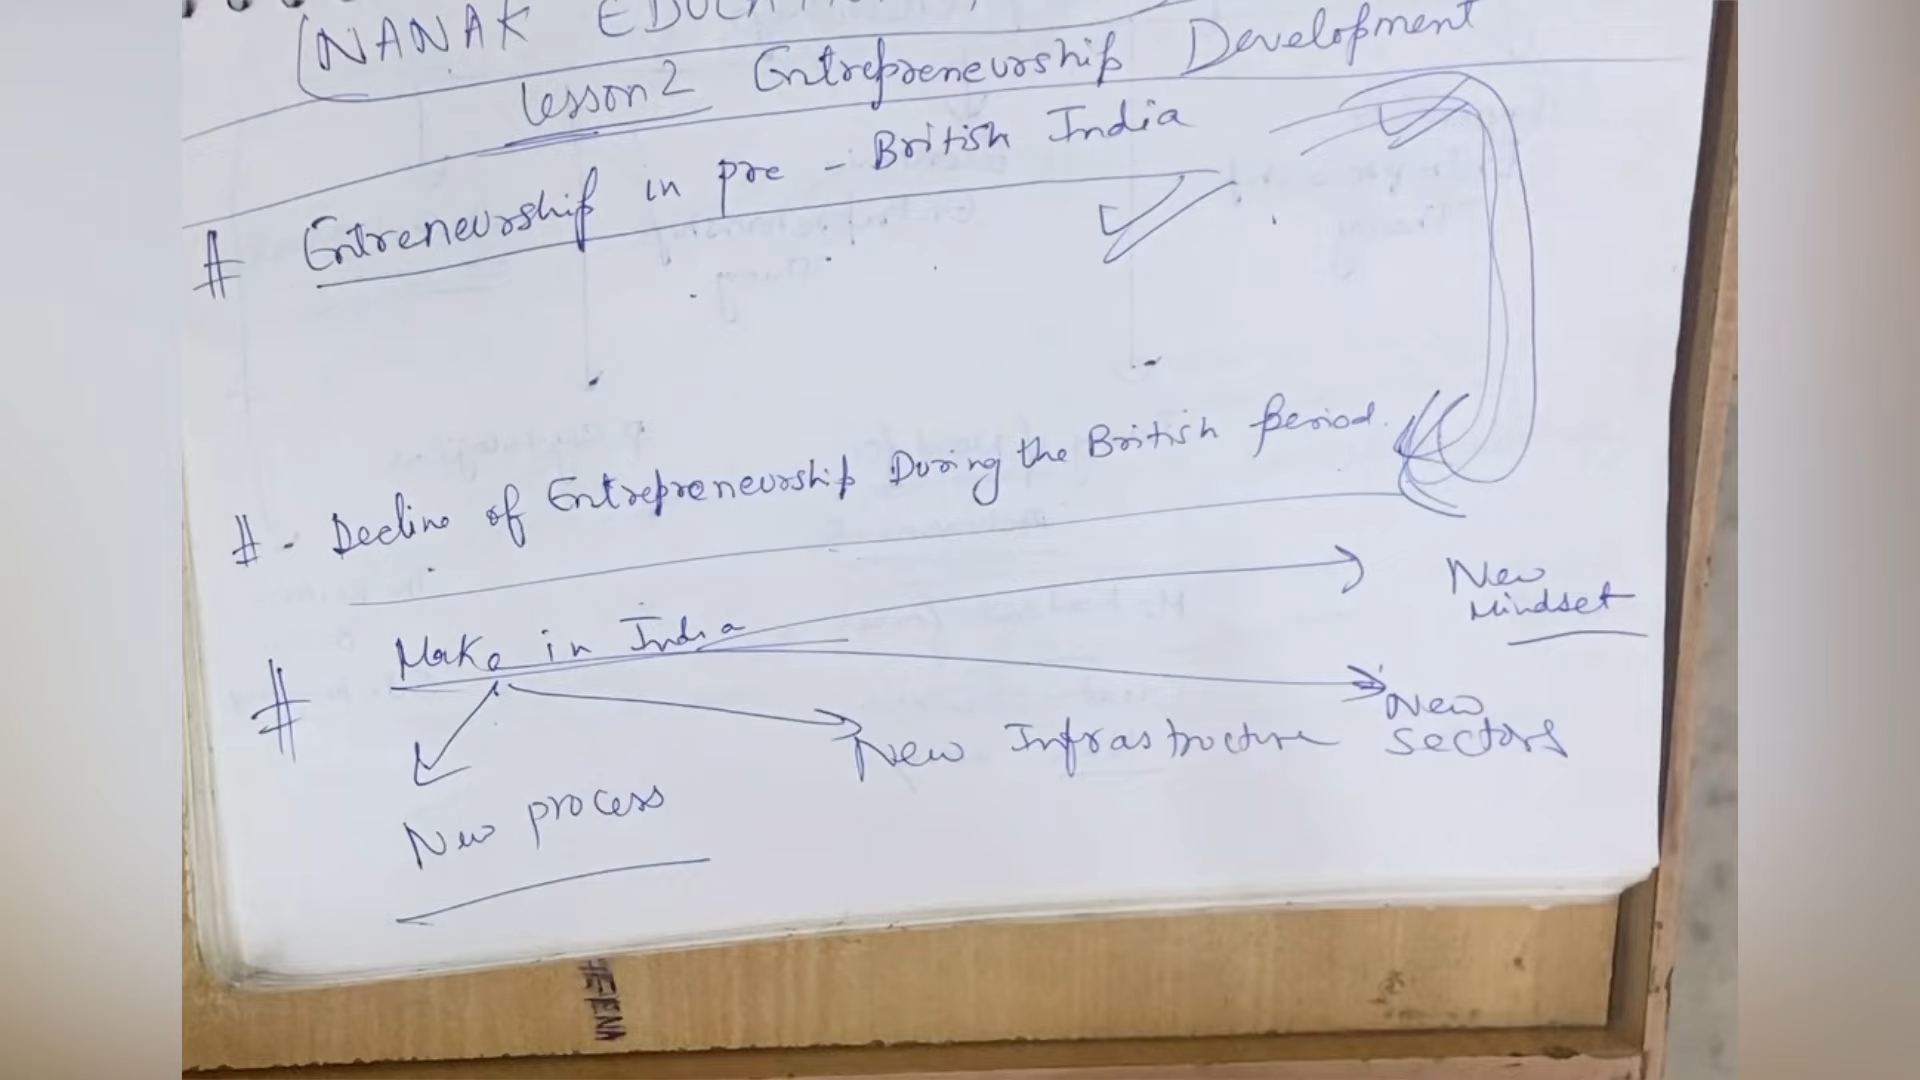 NANAK
Lesson 2 Entrepreneurship Development
# Entreneurship in pre - British India
# - Decline of Entrepreneurship During the British period.
# Make in India
New
Mindset
New
sectors
New Infrastructure
New process
HEENA